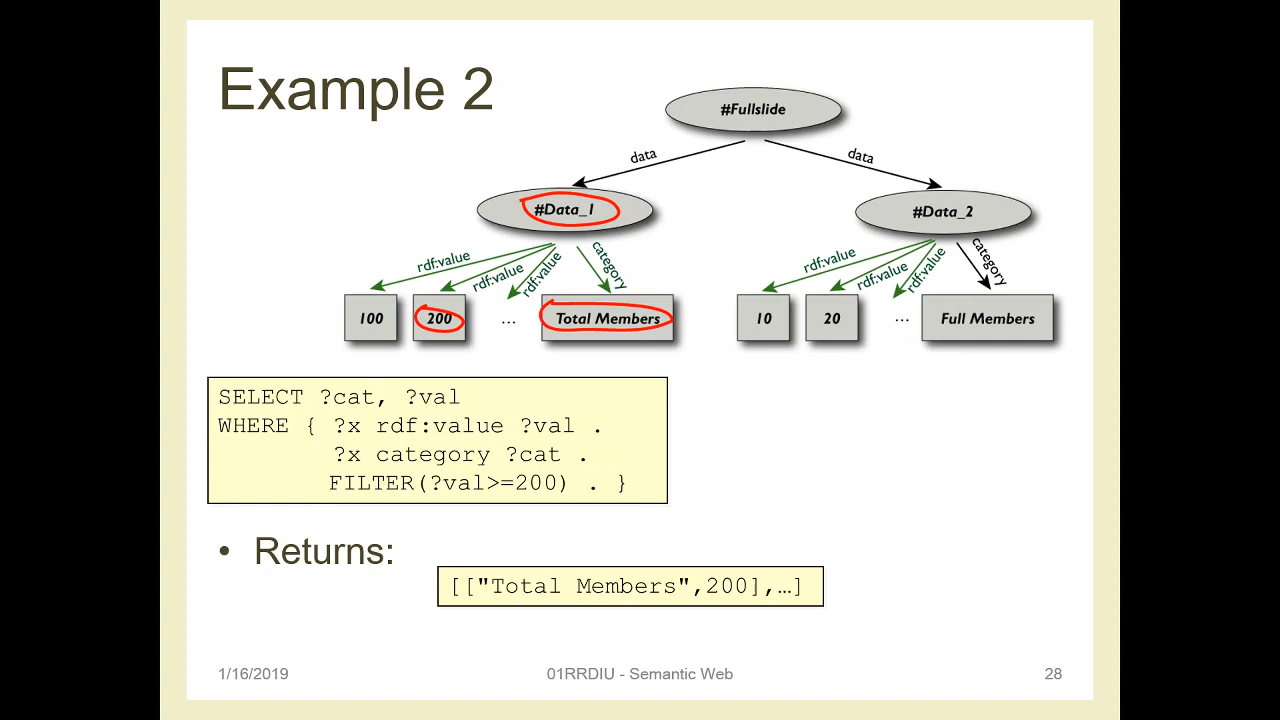 Example 2
#Fullslide
data
data
#Data_1
#Data_2
rdf:value
rdf:value
rdf:value
category
rdf:value
rdf:value
rdf:value
category
100
200
...
Total Members
10
20
...
Full Members
SELECT ?cat, ?val
WHERE { ?x rdf:value ?val .
?x category ?cat .
FILTER(?val>=200) . }
• Returns:
[["Total Members",200],…]
1/16/2019
01RRDIU - Semantic Web
28